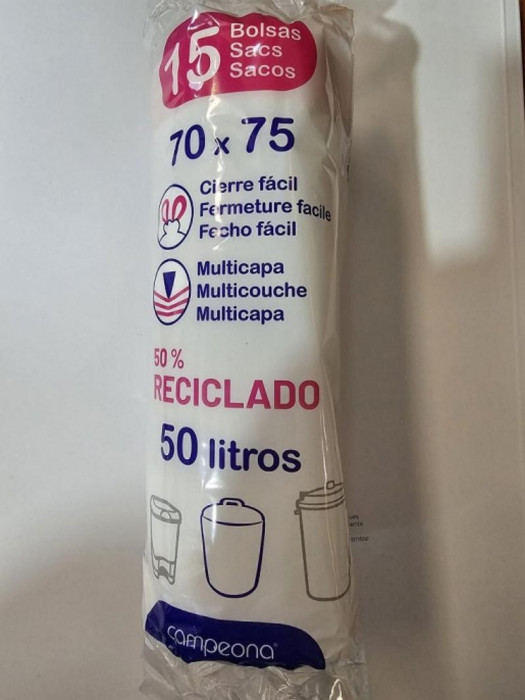 15 Bolsas
Sacs
Sacos
70 x 75
Cierre fácil
Fermeture facile
Fecho fácil
Multicapa
Multicouche
Multicapa
50 %
RECICLADO
50 litros
campeona